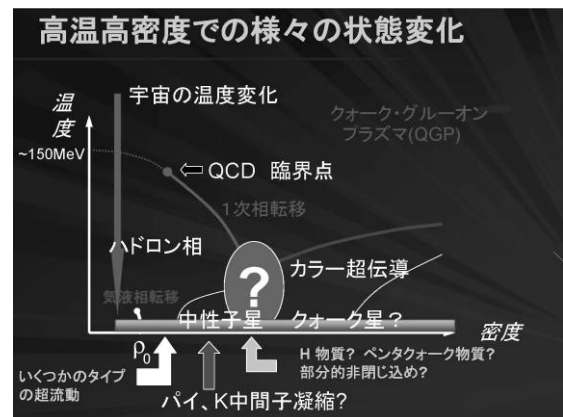 高温高密度での様々の状態変化
温度
宇宙の温度変化
クォーク・グルーオン
プラズマ(QGP)
~150MeV
⇦ QCD 臨界点
1次相転移
ハドロン相
?
カラー超伝導
気液相転移
中性子星
クォーク星?
密度
ρ0
H 物質? ペンタクォーク物質?
部分的非閉じ込め?
いくつかのタイプ
の超流動
パイ、K中間子凝縮?